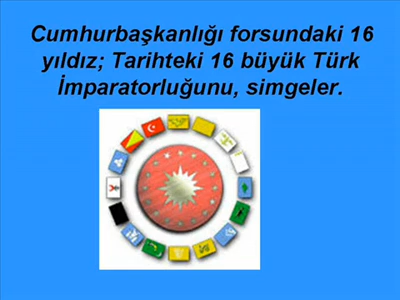 Cumhurbaşkanlığı forsundaki 16
yıldız; Tarihteki 16 büyük Türk
İmparatorluğunu, simgeler.